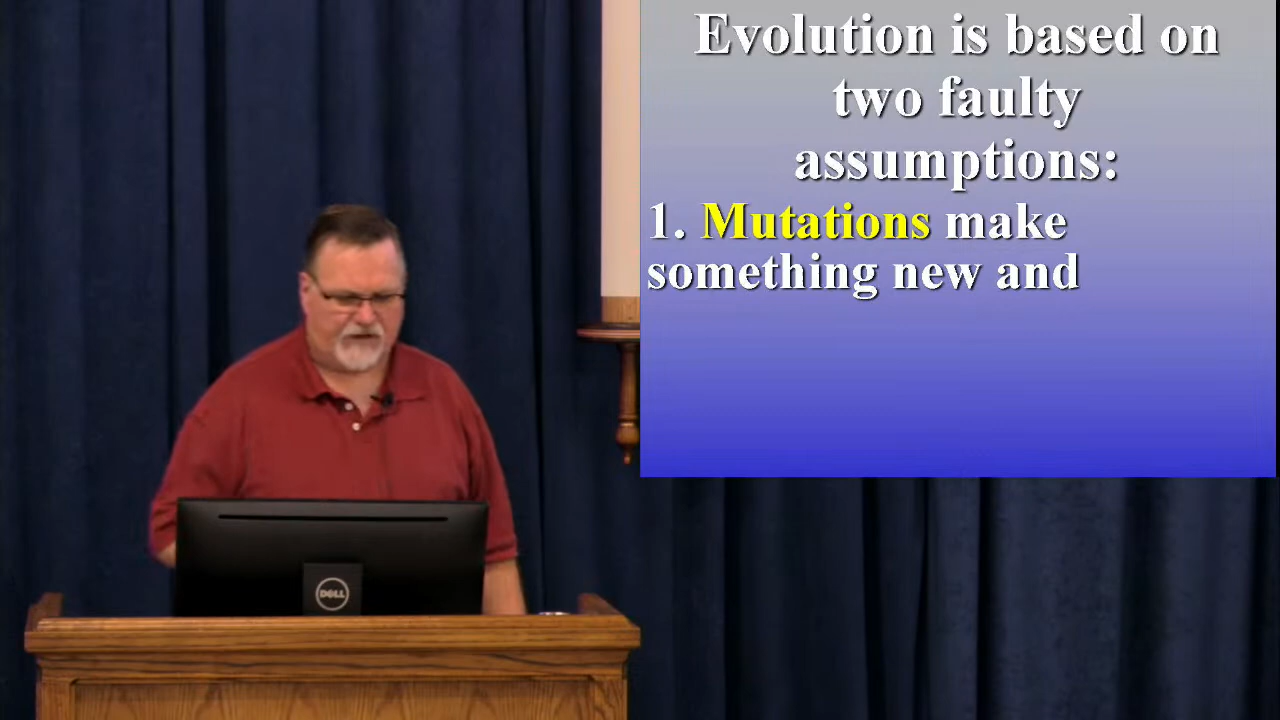 Evolution is based on
two faulty
assumptions:
1. Mutations make
something new and
DELL